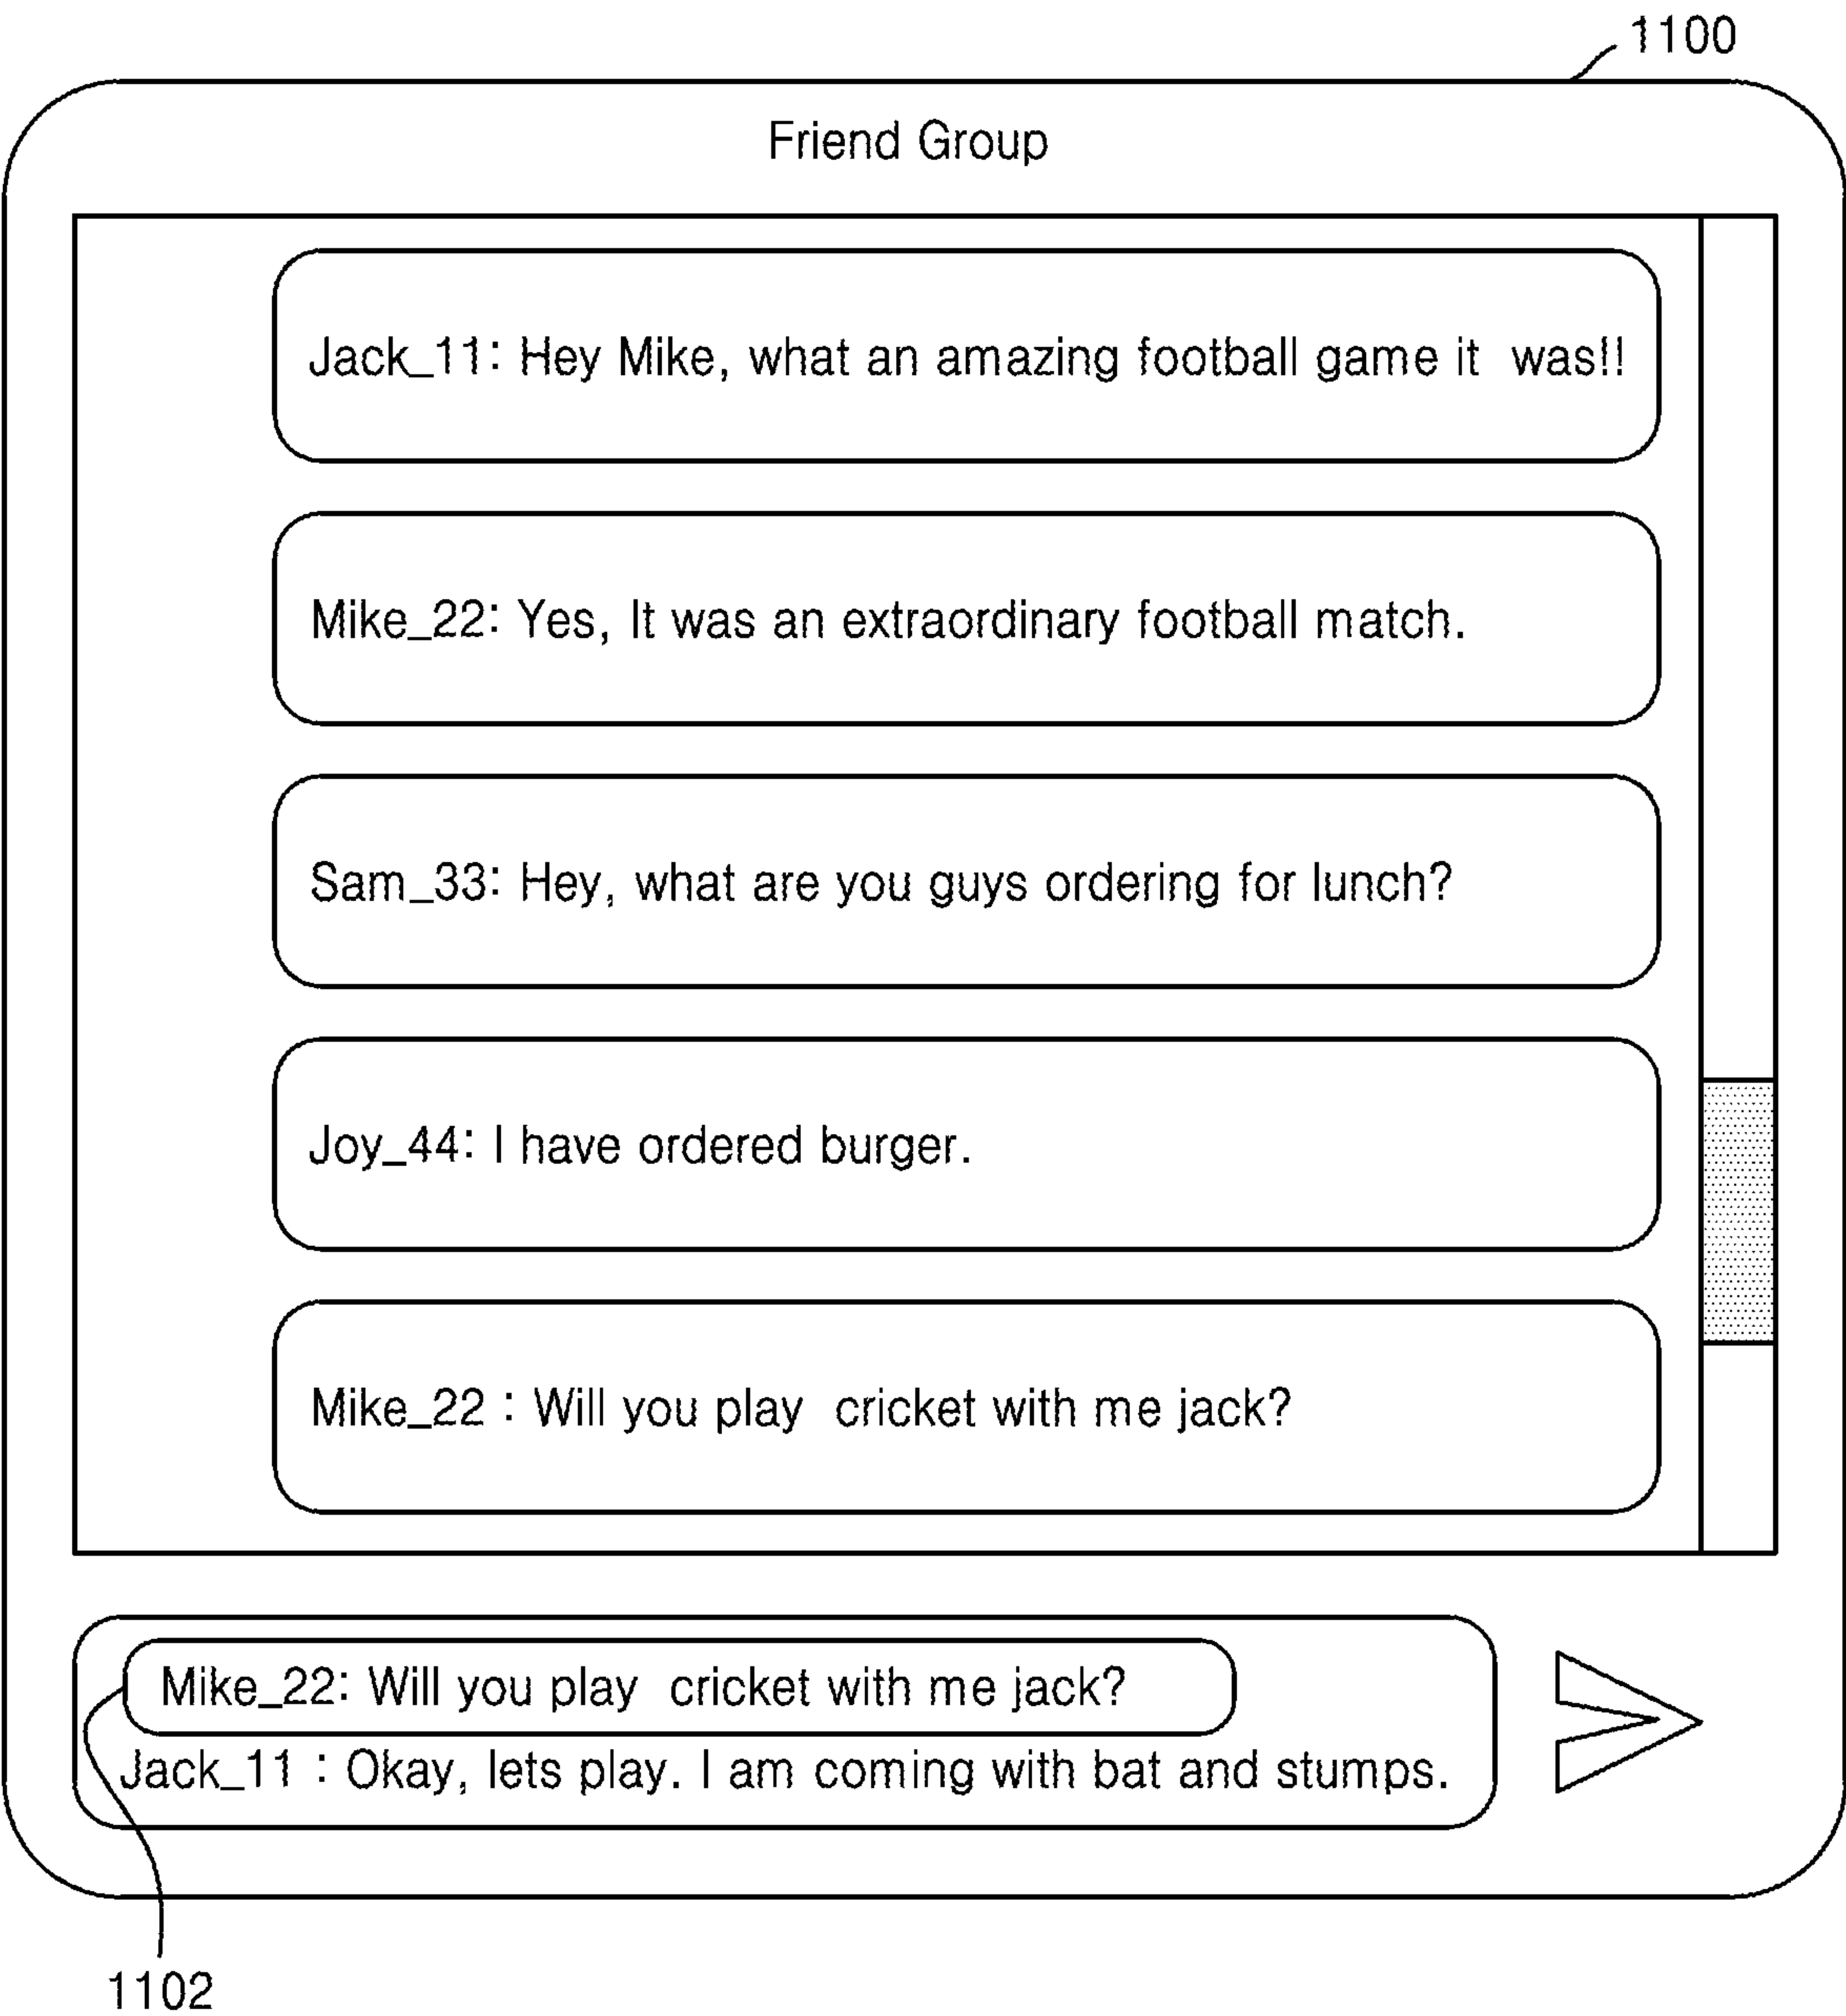 1100
Friend Group
Jack_11: Hey Mike, what an amazing football game it was!!
Mike_22: Yes, It was an extraordinary football match.
Sam_33: Hey, what are you guys ordering for lunch?
Joy_44: I have ordered burger.
Mike_22 : Will you play cricket with me jack?
Mike_22: Will you play cricket with me jack?
Jack_11 : Okay, lets play. I am coming with bat and stumps.
1102